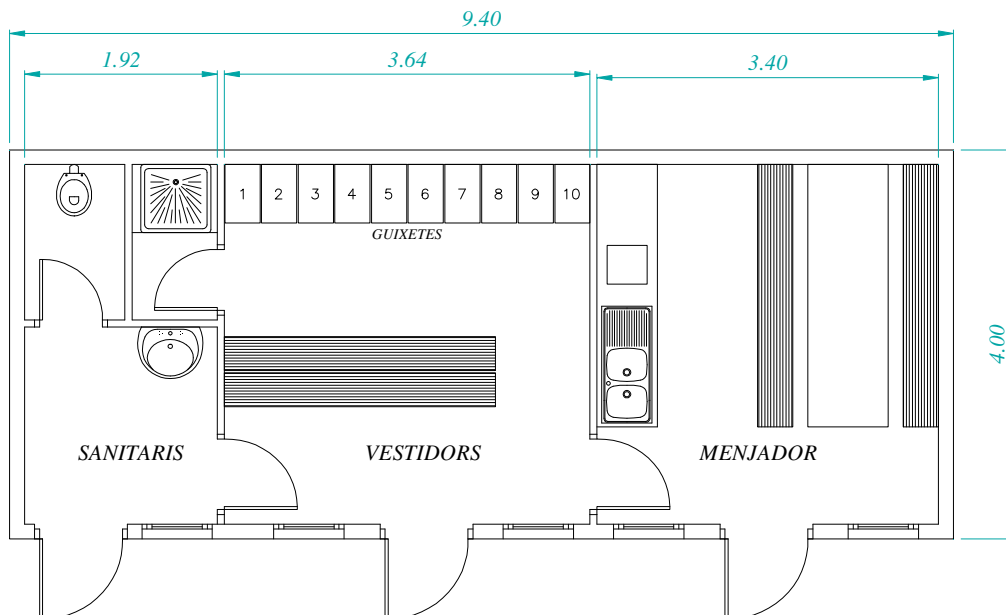 9.40
1.92 3.64 3.40
1 2 3 4 5 6 7 8 9 10
GUIXETES
4.00
SANITARIS VESTIDORS MENJADOR